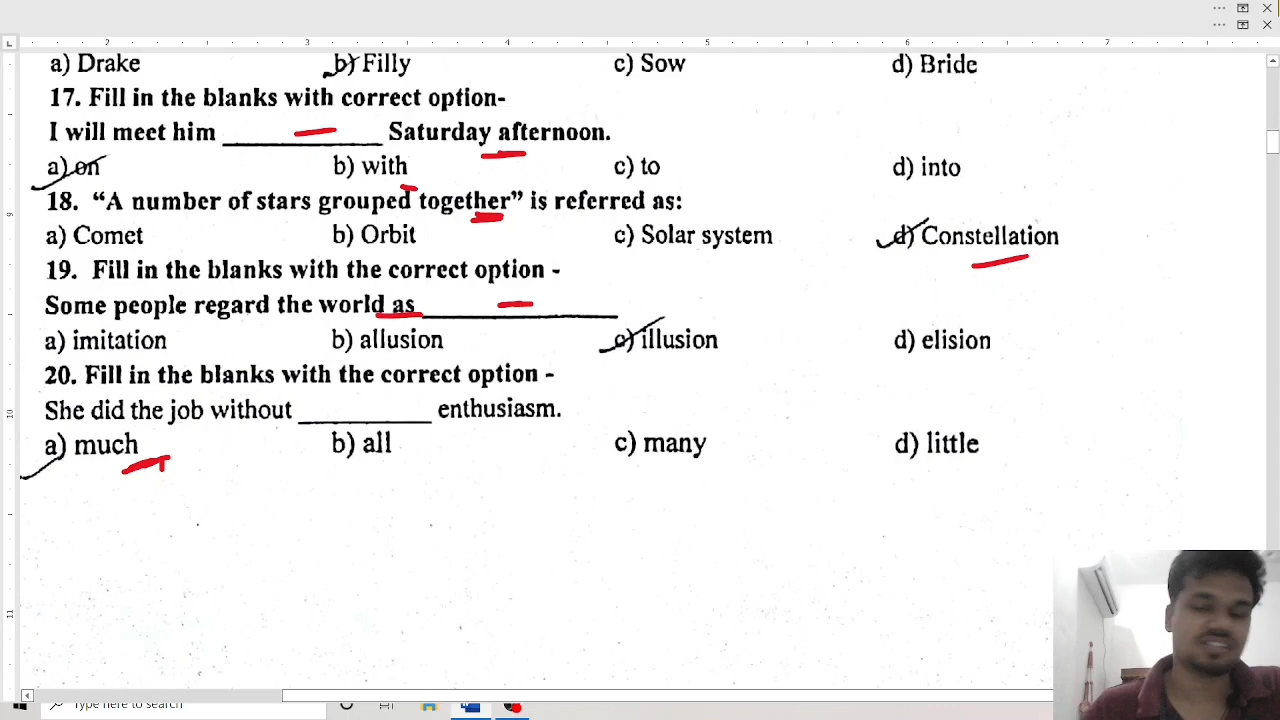 a) Drake b) Filly c) Sow d) Bride
17. Fill in the blanks with correct option-
I will meet him ____________ Saturday afternoon.
a) on b) with c) to d) into
18. “A number of stars grouped together” is referred as:
a) Comet b) Orbit c) Solar system d) Constellation
19. Fill in the blanks with the correct option -
Some people regard the world as ____________
a) imitation b) allusion c) illusion d) elision
20. Fill in the blanks with the correct option -
She did the job without __________ enthusiasm.
a) much b) all c) many d) little
Type here to search